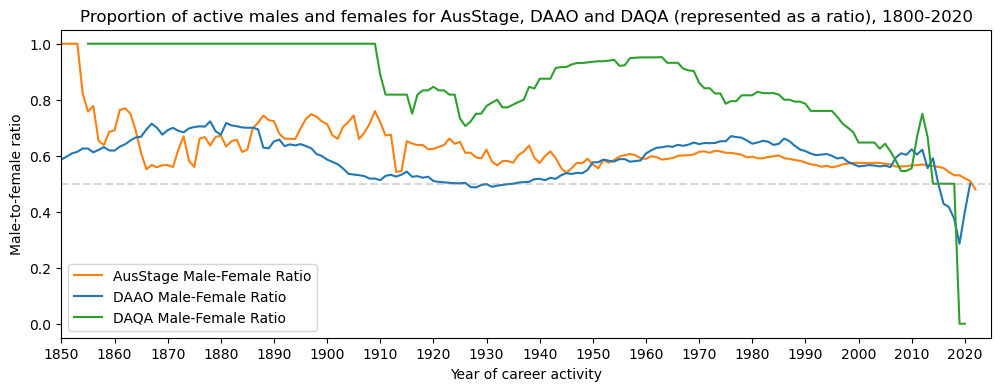 Proportion of active males and females for AusStage, DAAO and DAQA (represented as a ratio), 1800-2020
Male-to-female ratio
1.0
0.8
0.6
0.4
0.2
0.0
AusStage Male-Female Ratio
DAAO Male-Female Ratio
DAQA Male-Female Ratio
1850 1860 1870 1880 1890 1900 1910 1920 1930 1940 1950 1960 1970 1980 1990 2000 2010 2020
Year of career activity